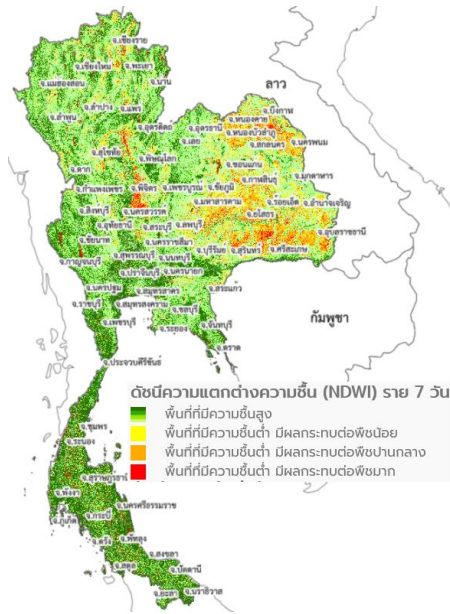 จ.เชียงราย
จ.เชียงใหม่
จ.พะเยา
จ.แม่ฮ่องสอน
จ.น่าน
จ.ลำปาง
จ.แพร่
จ.ลำพูน
จ.อุตรดิตถ์
ลาว
จ.บึงกาฬ
จ.หนองคาย
จ.อุดรธานี
จ.หนองบัวลำภู
จ.เลย
จ.สกลนคร
จ.นครพนม
จ.สุโขทัย
จ.พิษณุโลก
จ.ตาก
จ.ขอนแก่น
จ.มุกดาหาร
จ.กาฬสินธุ์
จ.กำแพงเพชร
จ.พิจิตร
จ.เพชรบูรณ์
จ.ชัยภูมิ
จ.มหาสารคาม
จ.ร้อยเอ็ด
จ.อำนาจเจริญ
จ.สิงห์บุรี
จ.นครสวรรค์
จ.ยโสธร
จ.อุทัยธานี
จ.สระบุรี
จ.ลพบุรี
จ.อุบลราชธานี
จ.ชัยนาท
จ.นครราชสีมา
จ.บุรีรัมย์
จ.สุรินทร์
จ.ศรีสะเกษ
จ.กาญจนบุรี
จ.สุพรรณบุรี
จ.นนทบุรี
จ.ปราจีนบุรี
จ.นครนายก
จ.นครปฐม
จ.สมุทรสาคร
จ.สระแก้ว
จ.ราชบุรี
จ.สมุทรสงคราม
จ.ชลบุรี
กัมพูชา
จ.เพชรบุรี
จ.ระยอง
จ.จันทบุรี
จ.ตราด
จ.ประจวบคีรีขันธ์
ดัชนีความแตกต่างความชื้น (NDWI) ราย 7 วัน
พื้นที่ที่มีความชื้นสูง
พื้นที่ที่มีความชื้นต่ำ มีผลกระทบต่อพืชน้อย
พื้นที่ที่มีความชื้นต่ำ มีผลกระทบต่อพืชปานกลาง
พื้นที่ที่มีความชื้นต่ำ มีผลกระทบต่อพืชมาก
จ.ชุมพร
จ.ระนอง
จ.สุราษฎร์ธานี
จ.พังงา
จ.นครศรีธรรมราช
จ.ภูเก็ต
จ.กระบี่
จ.ตรัง
จ.พัทลุง
จ.สงขลา
จ.สตูล
จ.ปัตตานี
จ.ยะลา
จ.นราธิวาส